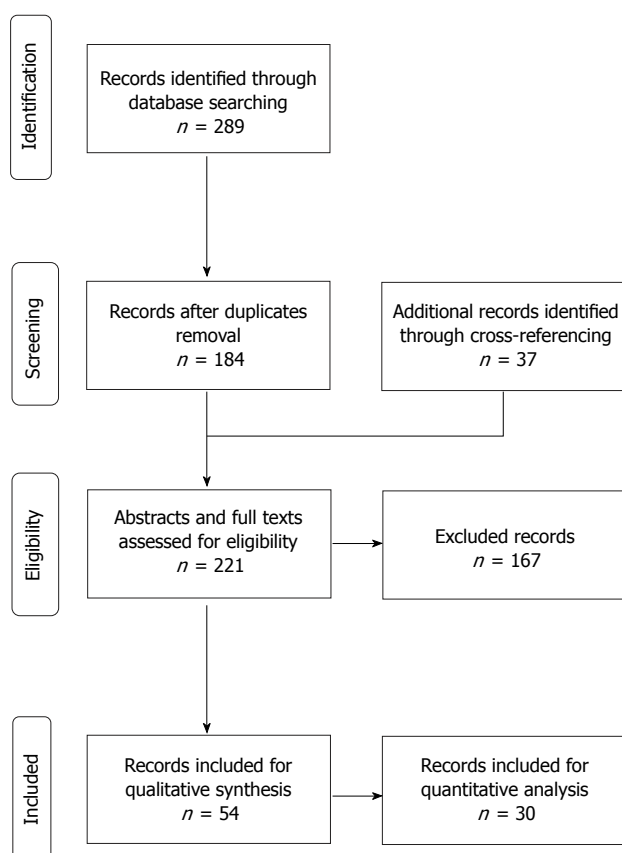 Identification
Records identified through
database searching
n = 289
Screening
Records after duplicates
removal
n = 184
Additional records identified
through cross-referencing
n = 37
Eligibility
Abstracts and full texts
assessed for eligibility
n = 221
Excluded records
n = 167
Included
Records included for
qualitative synthesis
n = 54
Records included for
quantitative analysis
n = 30